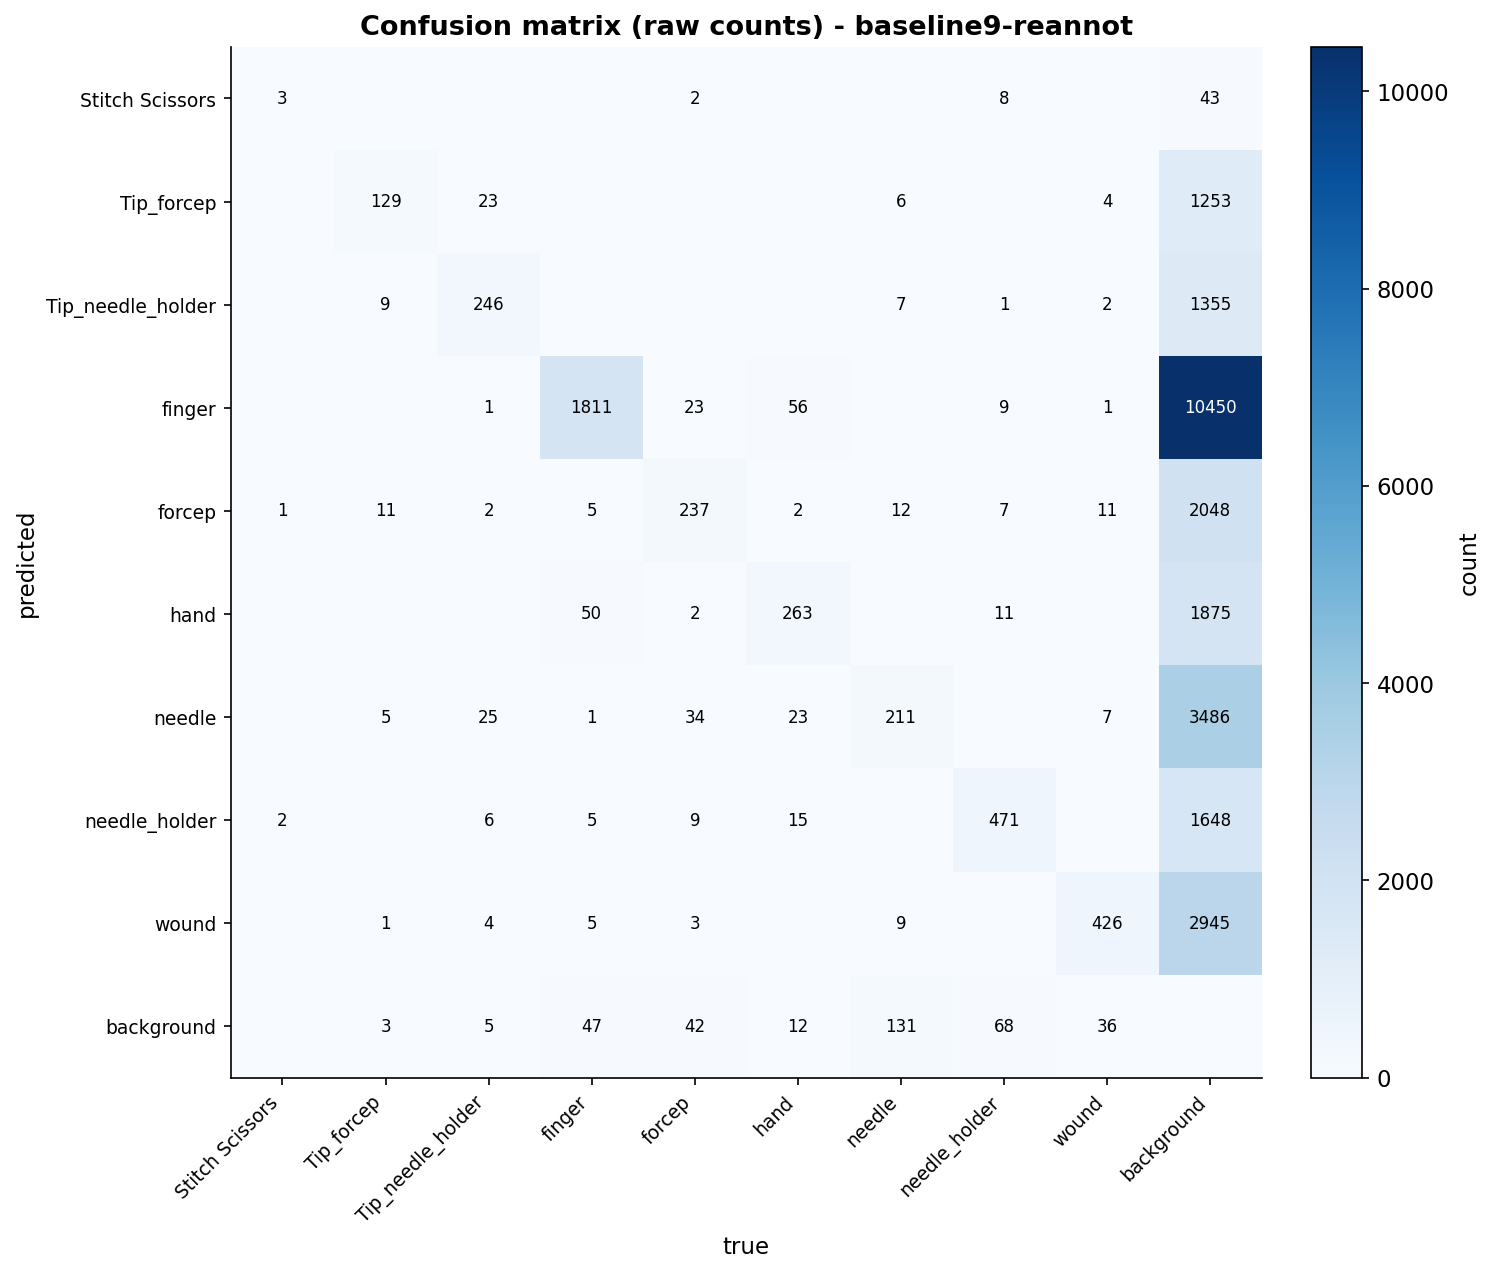 Confusion matrix (raw counts) - baseline9-reannot
Stitch Scissors 3 2 8 43
Tip_forcep 129 23 6 4 1253
Tip_needle_holder 9 246 7 1 2 1355
finger 1 1811 23 56 9 1 10450
forcep 1 11 2 5 237 2 12 7 11 2048
hand 50 2 263 11 1875
needle 5 25 1 34 23 211 7 3486
needle_holder 2 6 5 9 15 471 1648
wound 1 4 5 3 9 426 2945
background 3 5 47 42 12 131 68 36
predicted
Stitch Scissors
Tip_forcep
Tip_needle_holder
finger
forcep
hand
needle
needle_holder
wound
background
true
10000
8000
6000
4000
2000
0
count